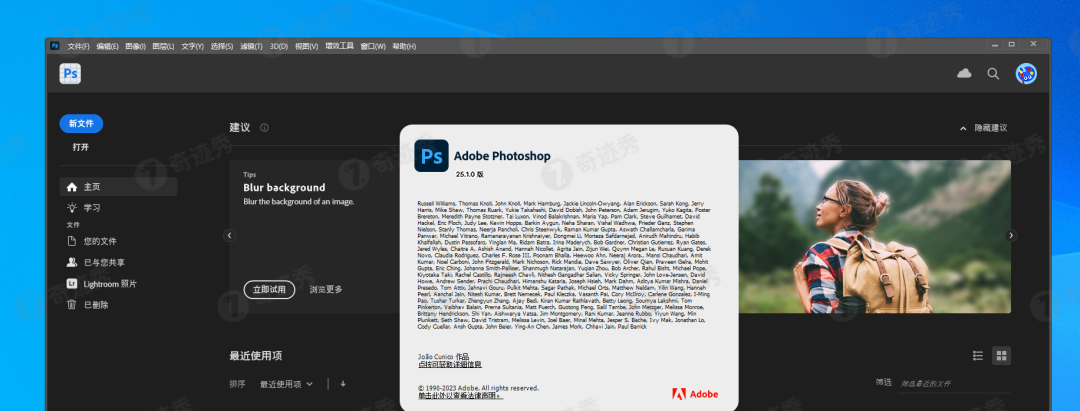 Ps 文件(F) 编辑(E) 图像(I) 图层(L) 文字(Y) 选择(S) 滤镜(T) 3D(D) 视图(V) 增效工具 窗口(W) 帮助(H)
Ps
新文件
打开
主页
学习
文件
您的文件
已与您共享
Lr Lightroom 照片
已删除
建议
隐藏建议
Tips
Blur background
Blur the background of an image.
立即试用 浏览更多
最近使用项
排序 最近使用项
筛选 筛选最近的文件
Ps Adobe Photoshop
25.1.0 版
Russell Williams, Thomas Knoll, John Knoll, Mark Hamburg, Jackie Lincoln-Owyang, Alan Erickson, Sarah Kong, Jerry
Harris, Mike Shaw, Thomas Ruark, Yukie Takahashi, David Dobish, John Peterson, Adam Jerugim, Yuko Kagita, Foster
Brereton, Meredith Payne Stotzner, Tai Luxon, Vinod Balakrishnan, Maria Yap, Pam Clark, Steve Guilhamet, David
Hackel, Eric Floch, Judy Lee, Kevin Hopps, Barkin Aygun, Neha Sharan, Vishal Wadhwa, Frieder Ganz, Stephen
Nielson, Stanly Thomas, Neerja Pancholi, Chris Steenwyk, Raman Kumar Gupta, Aswath Challamcharla, Garima
Panwar, Michael Vitrano, Ramanarayanan Krishnaiyer, Dongmei Li, Morteza Safdarnejad, Anirudh Mahindru, Habib
Khalfallah, Dustin Passofaro, Yinglan Ma, Ridam Batra, Irina Maderych, Bob Gardner, Christian Gutierrez, Ryan Gates,
Jared Wyles, Chaitra A, Ashish Anand, Hannah Nicollet, Agrita Jain, Zijun Wei, Quynn Megan Le, Ruxuan Kuang, Derek
Novo, Claudia Rodriguez, Charles F. Rose III, Poonam Bhalla, Heewoo Ahn, Neeraj Arora,, Mansi Chaudhari, Amit
Kumar, Noel Carboni, John Fitzgerald, Mark Nichoson, Rick Mandia, Dave Sawyer, Oliver Qian, Praveen Gahra, Mohit
Gupta, Eric Ching, Johanna Smith-Palliser, Shanmugh Natarajan, Yuqian Zhou, Bob Archer, Rahul Bisht, Michael Pope,
Kiyotaka Taki, Rachel Castillo, Rajneesh Chavli, Nithesh Gangadhar Salian, Vicky Springer, John Love-Jensen, David
Howe, Andrew Sender, Prachi Chaudhari, Himanshu Kataria, Joseph Hsieh, Mark Dahm, Aditya Kumar Mishra, Daniel
Presedo, Tom Attix, Jahnavi Gouru, Pulkit Mehta, Sagar Pathak, Michael Orts, Matthew Neldam, Yilin Wang, Hannah
Pearl, Aanchal Jain, Nitesh Kumar, Brett Nemecek, Paul Kleczka, Vasanth Pai, Cory McIlroy, Carlene Gonzalez, I-Ming
Pao, Tushar Turkar, Zhengyun Zhang, Ajay Bedi, Kiran Kumar Rathlavath, Betty Leong, Soumya Lakshmi, Tom
Pinkerton, Vaibhav Balain, Prerna Sultania, Matt Fuerch, Guotong Feng, Salil Tambe, John Metzger, Melissa Monroe,
Brittany Hendrickson, Shi Yan, Aishwarya Vatsa, Jim Montgomery, Rani Kumar, Jeanne Rubbo, Yiyun Wang, Min
Plunkett, Seth Shaw, David Tristram, Melissa Levin, Joel Baer, Minal Mehta, Jesper S. Bache, Ivy Mak, Jonathan Lo,
Cody Cuellar, Ansh Gupta, John Beier, Ying-An Chen, James Mork, Chhavi Jain, Paul Barrick
João Cunico 作品
点按可获取详细信息
© 1990-2023 Adobe. All rights reserved.
单击此处以查看法律声明。
Adobe
奇迹秀